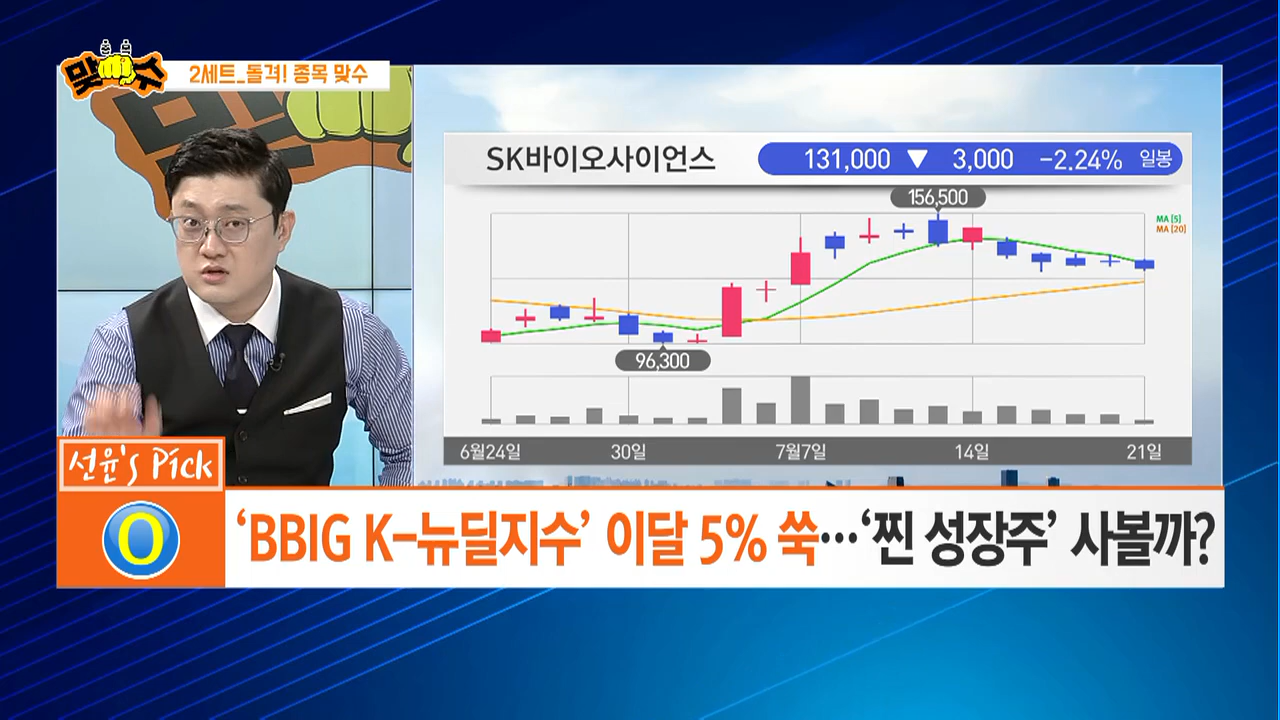 종목
맞수
2세트_돌격! 종목 맞수
SK바이오사이언스
131,000 ▼ 3,000 -2.24% 일봉
156,500
MA [5]
MA [20]
96,300
6월24일 30일 7월7일 14일 21일
선윤's Pick
O
‘BBIG K-뉴딜지수’ 이달 5% 쑥…‘찐 성장주’ 사볼까?